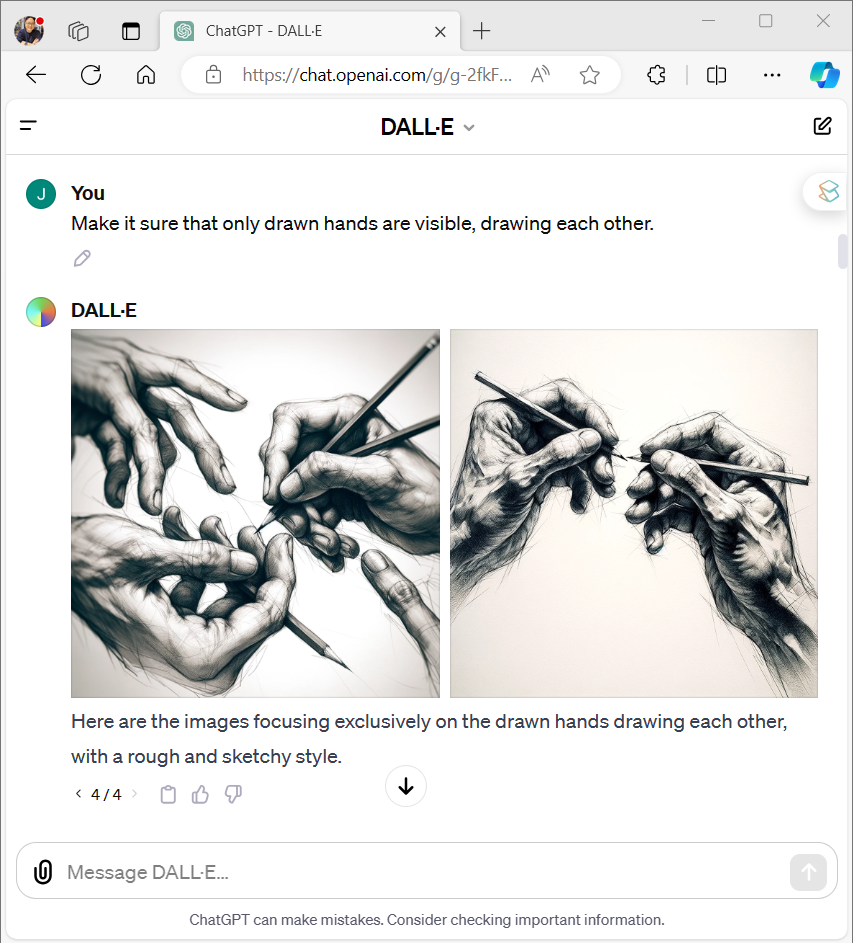 ChatGPT - DALL·E
https://chat.openai.com/g/g-2fkF...
DALL·E
J
You
Make it sure that only drawn hands are visible, drawing each other.
DALL·E
Here are the images focusing exclusively on the drawn hands drawing each other,
with a rough and sketchy style.
4 / 4
Message DALL·E...
ChatGPT can make mistakes. Consider checking important information.